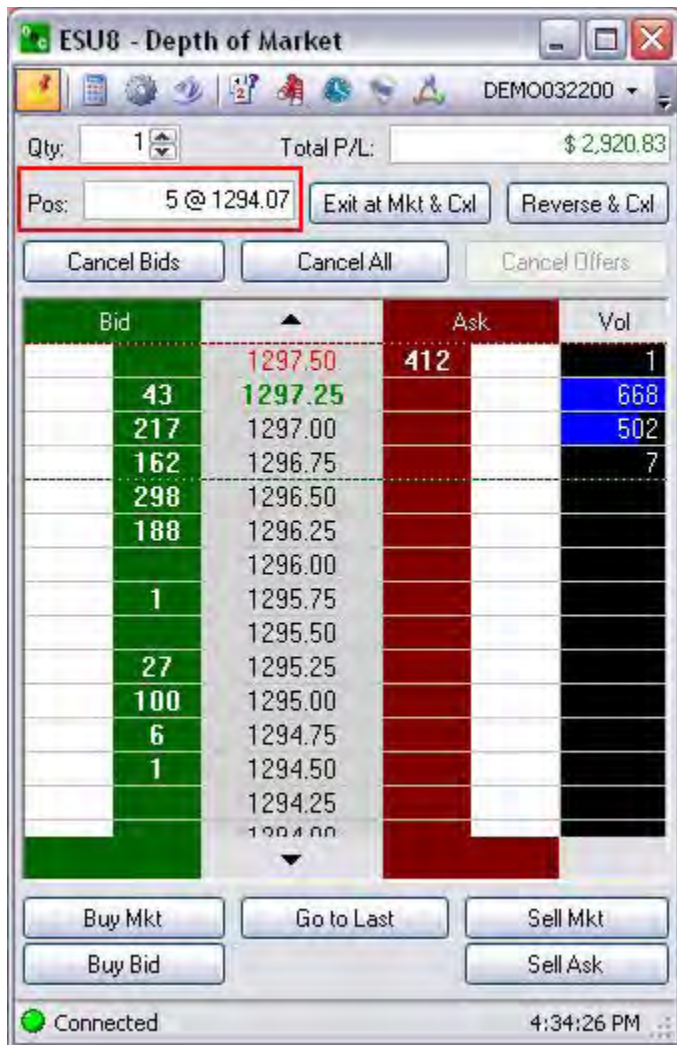 ESU8 - Depth of Market
DEMO032200
Qty: 1 Total P/L: $ 2,920.83
Pos: 5 @ 1294.07 Exit at Mkt & Cxl Reverse & Cxl
Cancel Bids Cancel All Cancel Offers
Bid Ask Vol
1297.50 412 1
43 1297.25 668
217 1297.00 502
162 1296.75 7
298 1296.50
188 1296.25
1296.00
1 1295.75
1295.50
27 1295.25
100 1295.00
6 1294.75
1 1294.50
1294.25
1294.00
Buy Mkt Go to Last Sell Mkt
Buy Bid Sell Ask
Connected 4:34:26 PM